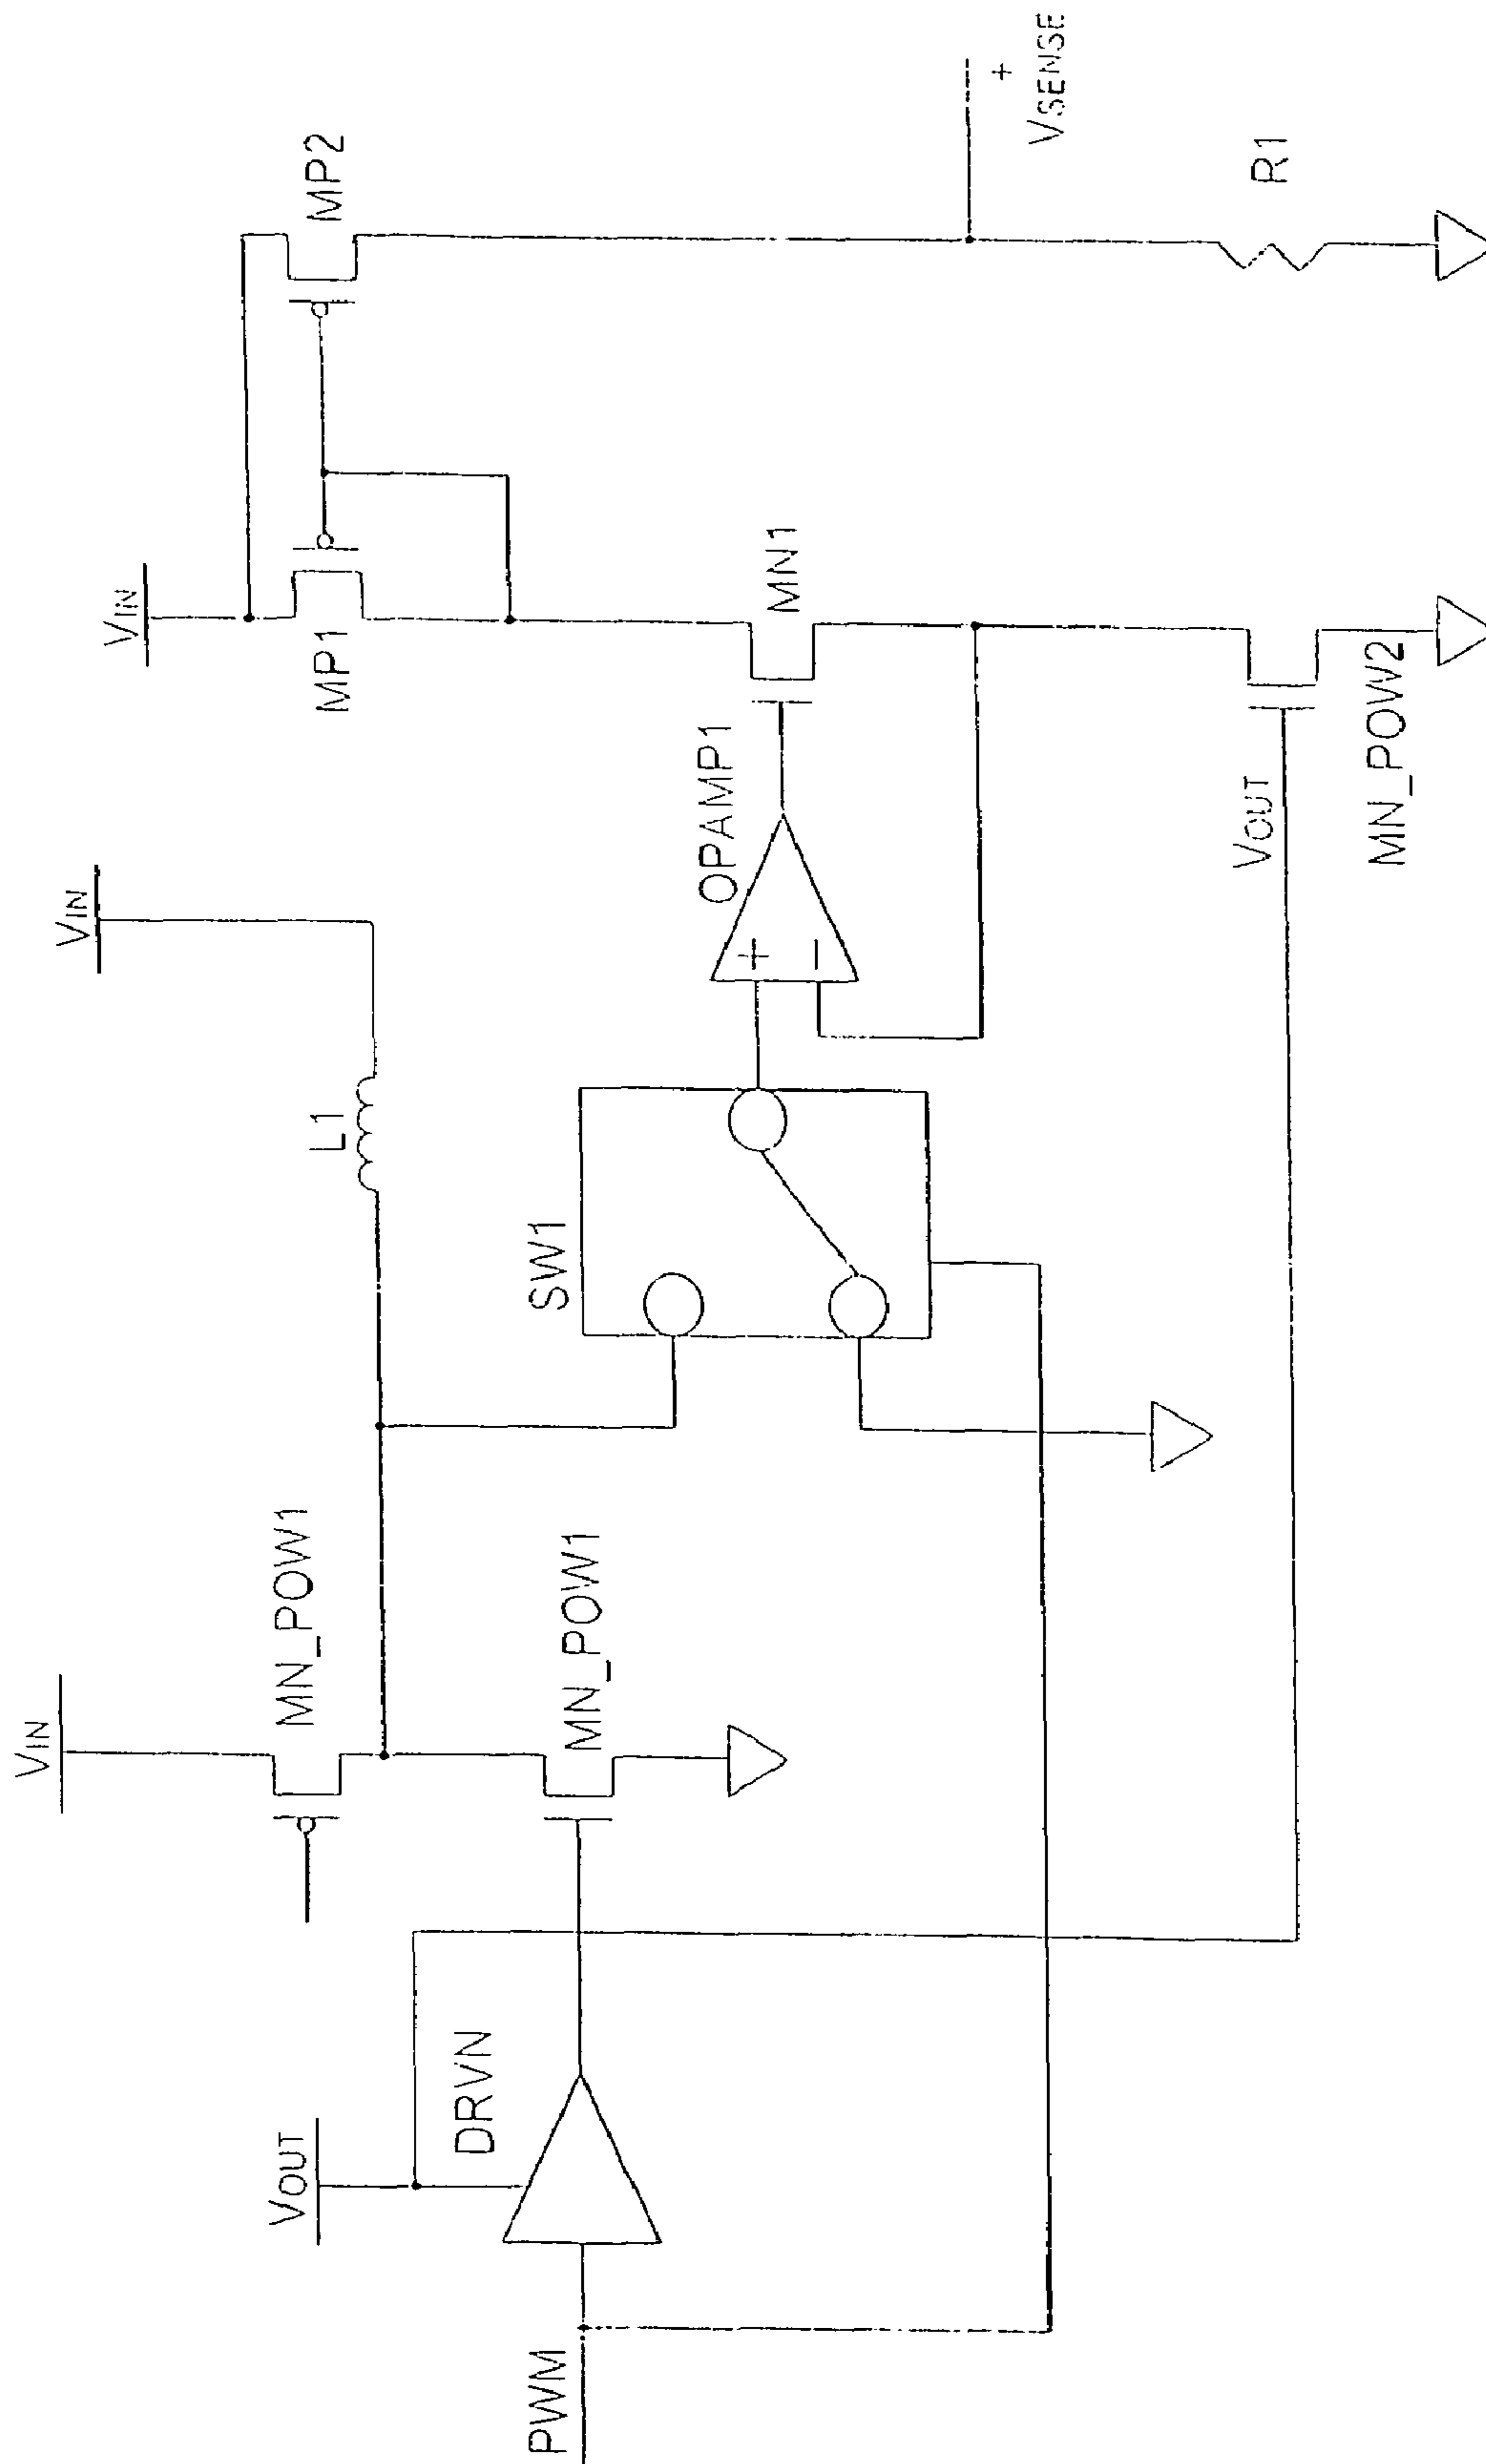 VIN
VIN
VIN
MP1
MP2
L1
MN_POW1
MN_POW1
VOUT
DRVN
PWM
SW1
OPAMP1
+
−
MN1
VOUT
MN_POW2
+
VSENSE
R1